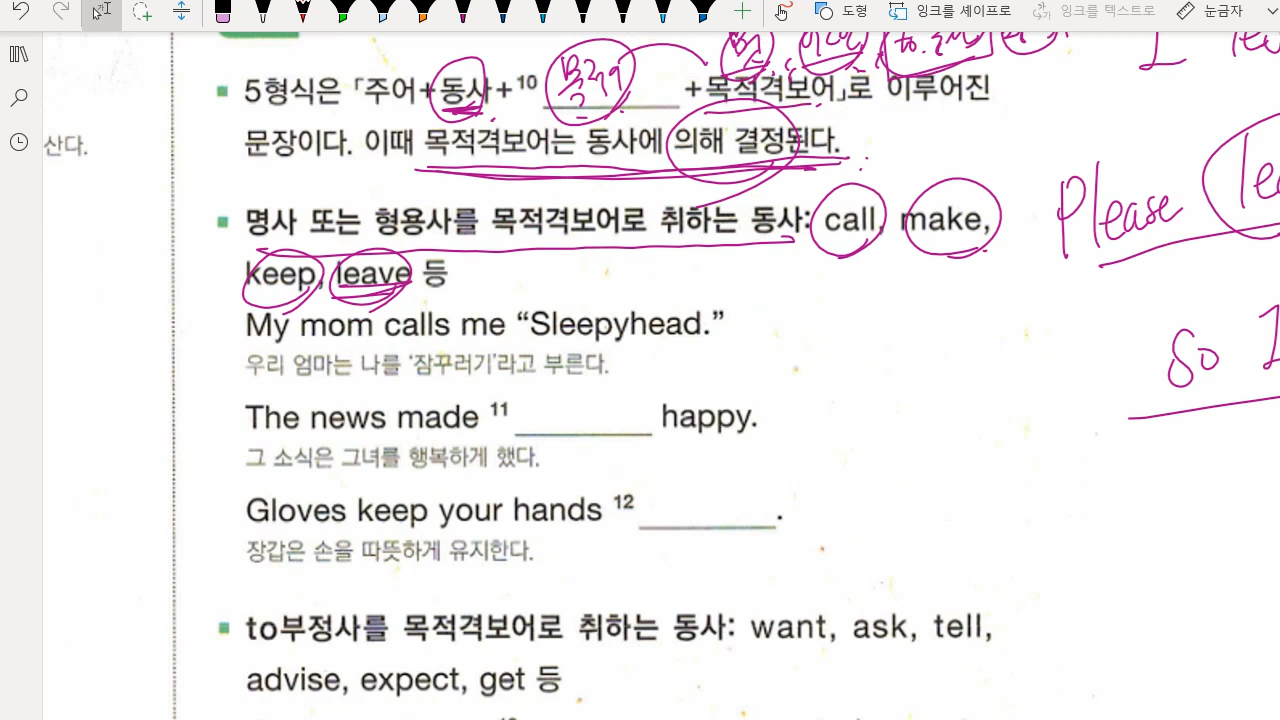 도형 잉크를 셰이프로 잉크를 텍스트로 눈금자
5형식은 「주어+동사+10 목적어 +목적격보어」로 이루어진
산다. 문장이다. 이때 목적격보어는 동사에 의해 결정된다.
명사 또는 형용사를 목적격보어로 취하는 동사: call, make,
Please
keep, leave 등
My mom calls me “Sleepyhead.”
so I
우리 엄마는 나를 ‘잠꾸러기’라고 부른다.
The news made 11 ________ happy.
그 소식은 그녀를 행복하게 했다.
Gloves keep your hands 12 ________.
장갑은 손을 따뜻하게 유지한다.
to부정사를 목적격보어로 취하는 동사: want, ask, tell,
advise, expect, get 등